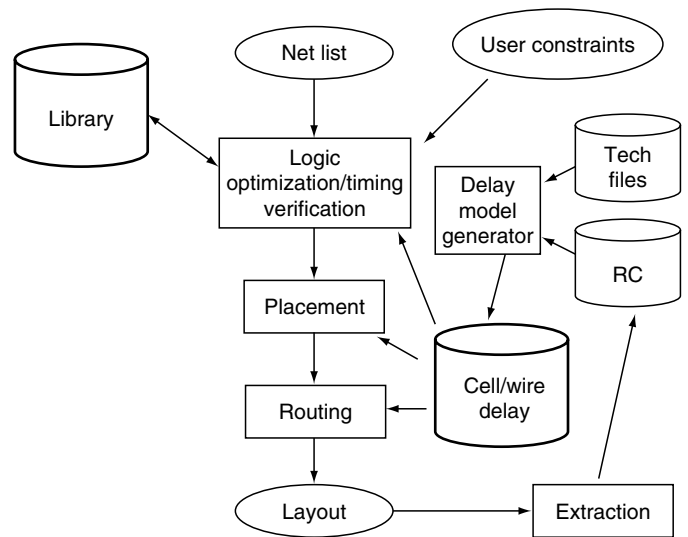 Net list
User constraints
Library
Logic
optimization/timing
verification
Tech
files
Delay
model
generator
RC
Placement
Cell/wire
delay
Routing
Layout
Extraction